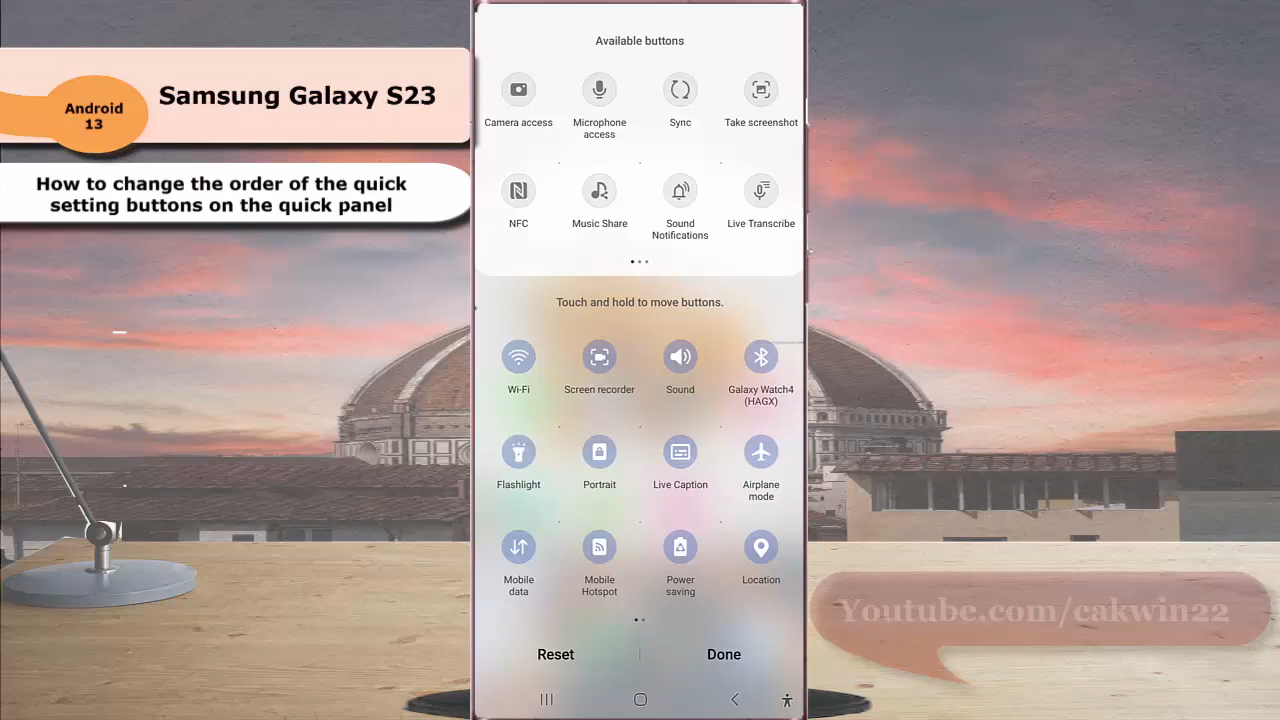 Samsung Galaxy S23
Android
13
How to change the order of the quick
setting buttons on the quick panel
Available buttons
Camera access
Microphone
access
Sync
Take screenshot
NFC
Music Share
Sound
Notifications
Live Transcribe
Touch and hold to move buttons.
Wi-Fi
Screen recorder
Sound
Galaxy Watch4
(HAGX)
Flashlight
Portrait
Live Caption
Airplane
mode
Mobile
data
Mobile
Hotspot
Power
saving
Location
Reset
Done
Youtube.com/cakwin22